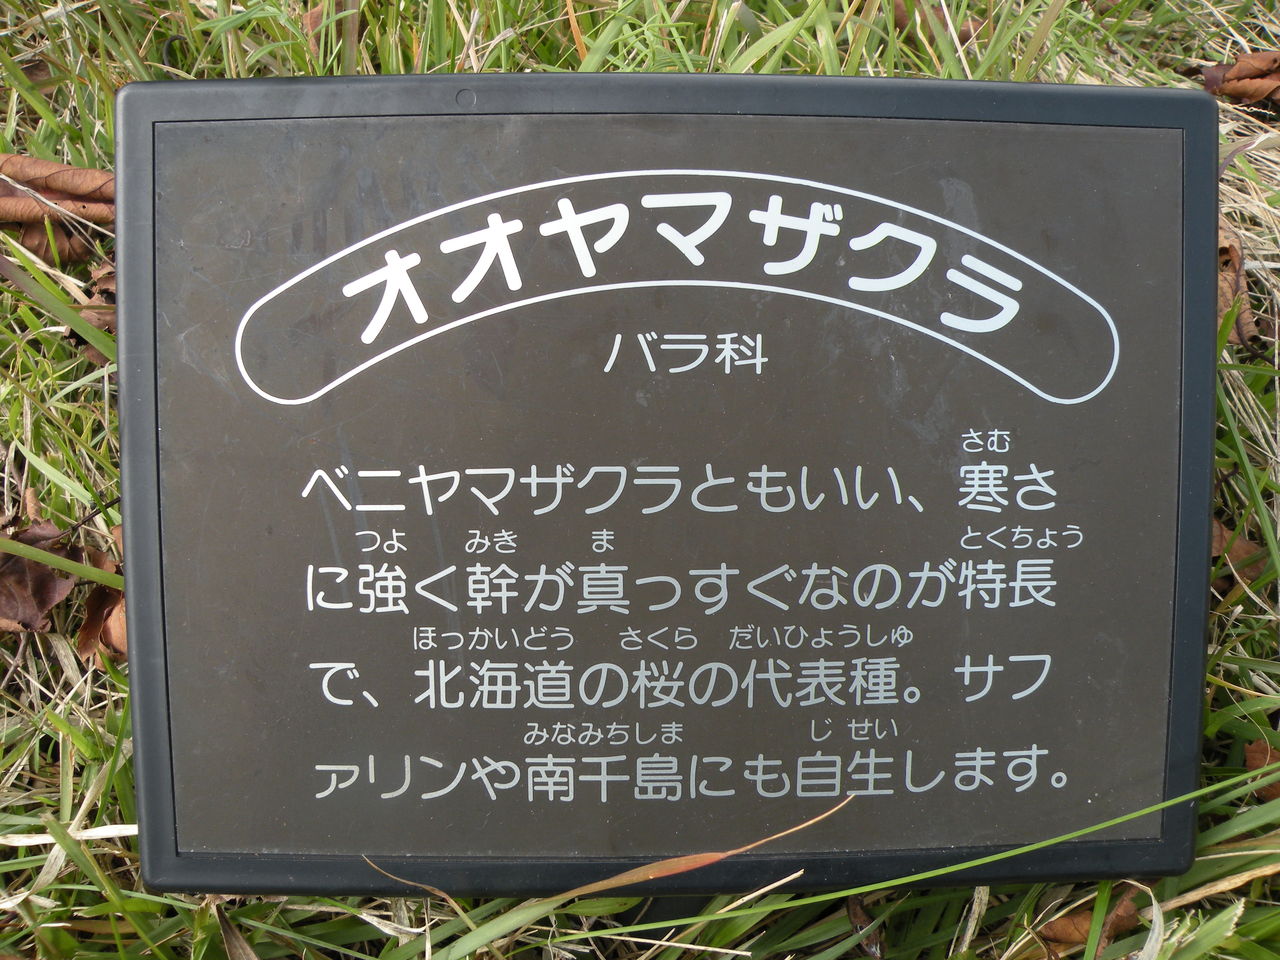 オオヤマザクラ
バラ科
さむ
ベニヤマザクラともいい、寒さ
つよ みき ま とくちょう
に強く幹が真っすぐなのが特長
ほっかいどう さくら だいひょうしゆ
で、北海道の桜の代表種。サフ
みなみちしま じ せい
ァリンや南千島にも自生します。